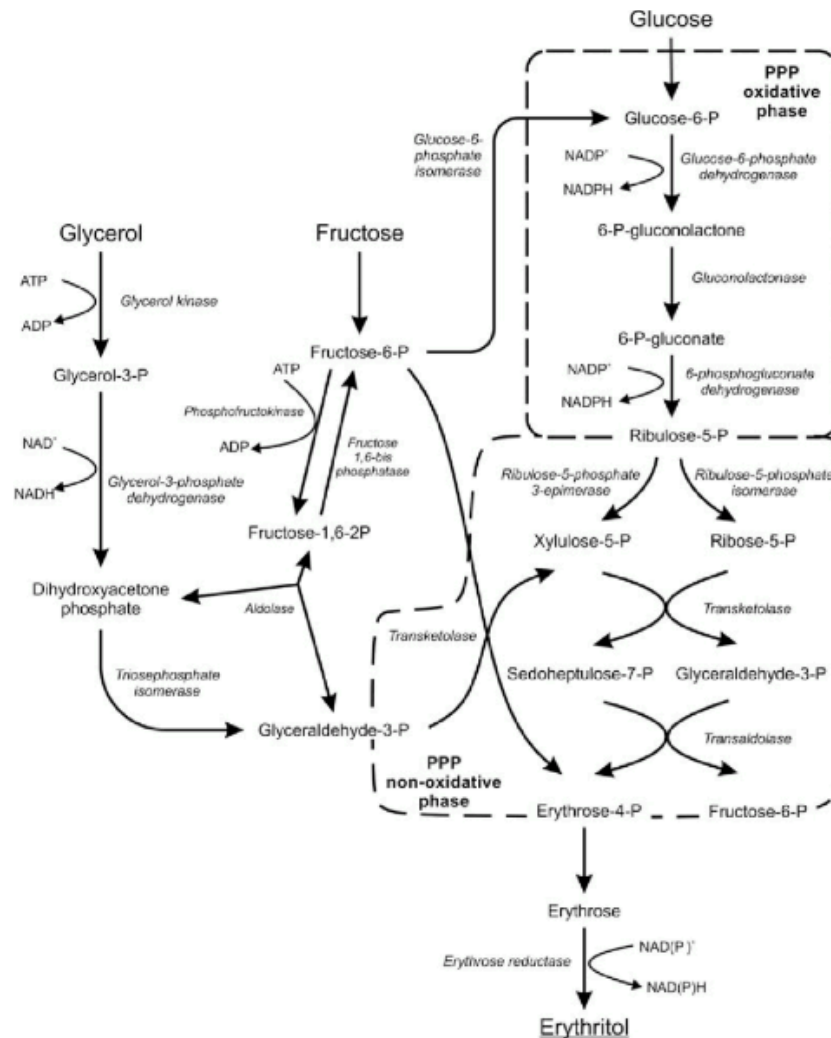 Glucose
PPP
oxidative
phase
Glucose-6-P
Glucose-6-
phosphate
isomerase
NADP⁺
NADPH
Glucose-6-phosphate
dehydrogenase
6-P-gluconolactone
Gluconolactonase
6-P-gluconate
NADP⁺
NADPH
6-phosphogluconate
dehydrogenase
Ribulose-5-P
Glycerol
ATP
ADP
Glycerol kinase
Glycerol-3-P
NAD⁺
NADH
Glycerol-3-phosphate
dehydrogenase
Dihydroxyacetone
phosphate
Triosephosphate
isomerase
Fructose
Fructose-6-P
ATP
Phosphofructokinase
ADP
Fructose
1,6-bis
phosphatase
Fructose-1,6-2P
Aldolase
Glyceraldehyde-3-P
Transketolase
Ribulose-5-phosphate
3-epimerase
Ribulose-5-phosphate
isomerase
Xylulose-5-P
Ribose-5-P
Transketolase
Sedoheptulose-7-P
Glyceraldehyde-3-P
Transaldolase
PPP
non-oxidative
phase
Erythrose-4-P
Fructose-6-P
Erythrose
Erythrose reductase
NAD(P)⁺
NAD(P)H
Erythritol